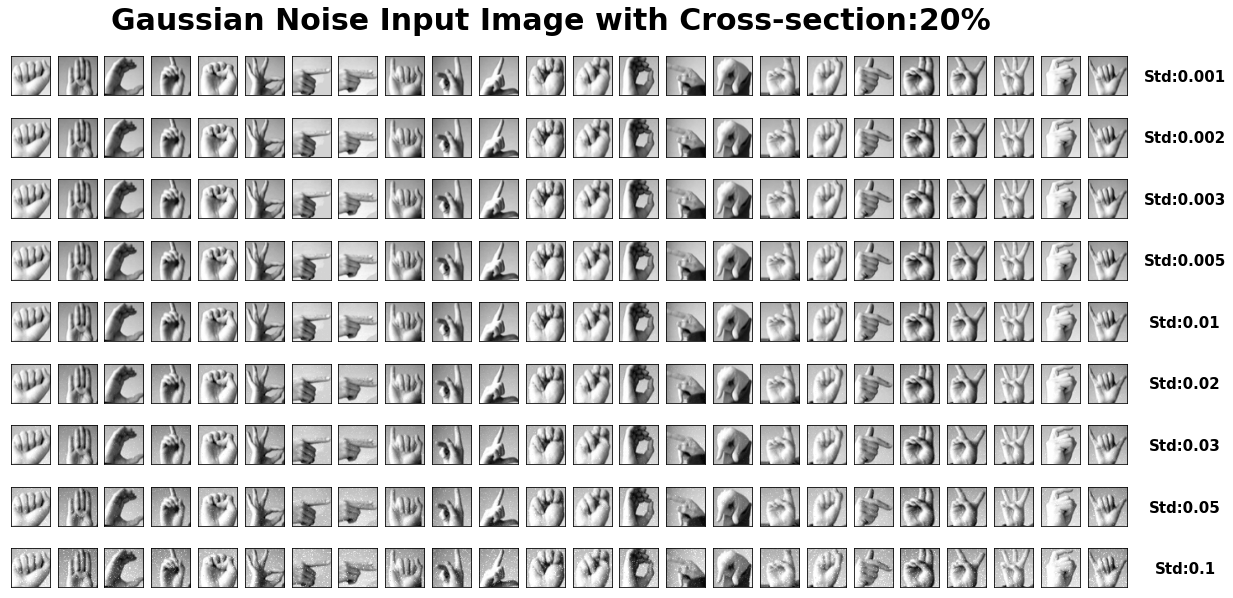 Gaussian Noise Input Image with Cross-section:20%
Std:0.001
Std:0.002
Std:0.003
Std:0.005
Std:0.01
Std:0.02
Std:0.03
Std:0.05
Std:0.1